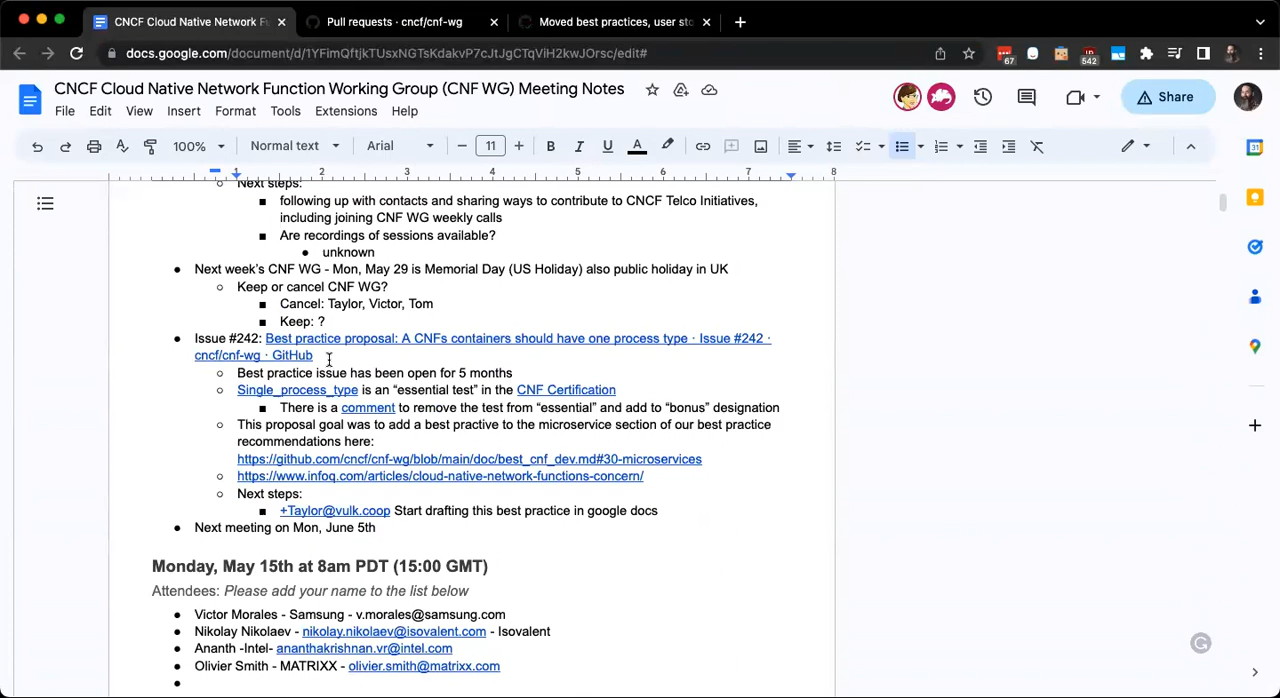 CNCF Cloud Native Network F
Pull requests · cncf/cnf-wg
Moved best practices, user sto
docs.google.com/document/d/1YFimQftjkTUsxNGTsKdakvP7cJtJgCTqViH2kwJOrsc/edit#
67
542
CNCF Cloud Native Network Function Working Group (CNF WG) Meeting Notes
File Edit View Insert Format Tools Extensions Help
Share
100% Normal text Arial 11 B I U A
1 2 3 4 5 6 7 8
Next steps:
following up with contacts and sharing ways to contribute to CNCF Telco Initiatives,
including joining CNF WG weekly calls
Are recordings of sessions available?
unknown
Next week's CNF WG - Mon, May 29 is Memorial Day (US Holiday) also public holiday in UK
Keep or cancel CNF WG?
Cancel: Taylor, Victor, Tom
Keep: ?
Issue #242: Best practice proposal: A CNFs containers should have one process type · Issue #242 ·
cncf/cnf-wg · GitHub
Best practice issue has been open for 5 months
Single_process_type is an “essential test” in the CNF Certification
There is a comment to remove the test from “essential” and add to “bonus” designation
This proposal goal was to add a best practive to the microservice section of our best practice
recommendations here:
https://github.com/cncf/cnf-wg/blob/main/doc/best_cnf_dev.md#30-microservices
https://www.infoq.com/articles/cloud-native-network-functions-concern/
Next steps:
+Taylor@vulk.coop Start drafting this best practice in google docs
Next meeting on Mon, June 5th
Monday, May 15th at 8am PDT (15:00 GMT)
Attendees: Please add your name to the list below
Victor Morales - Samsung - v.morales@samsung.com
Nikolay Nikolaev - nikolay.nikolaev@isovalent.com - Isovalent
Ananth -Intel- ananthakrishnan.vr@intel.com
Olivier Smith - MATRIXX - olivier.smith@matrixx.com